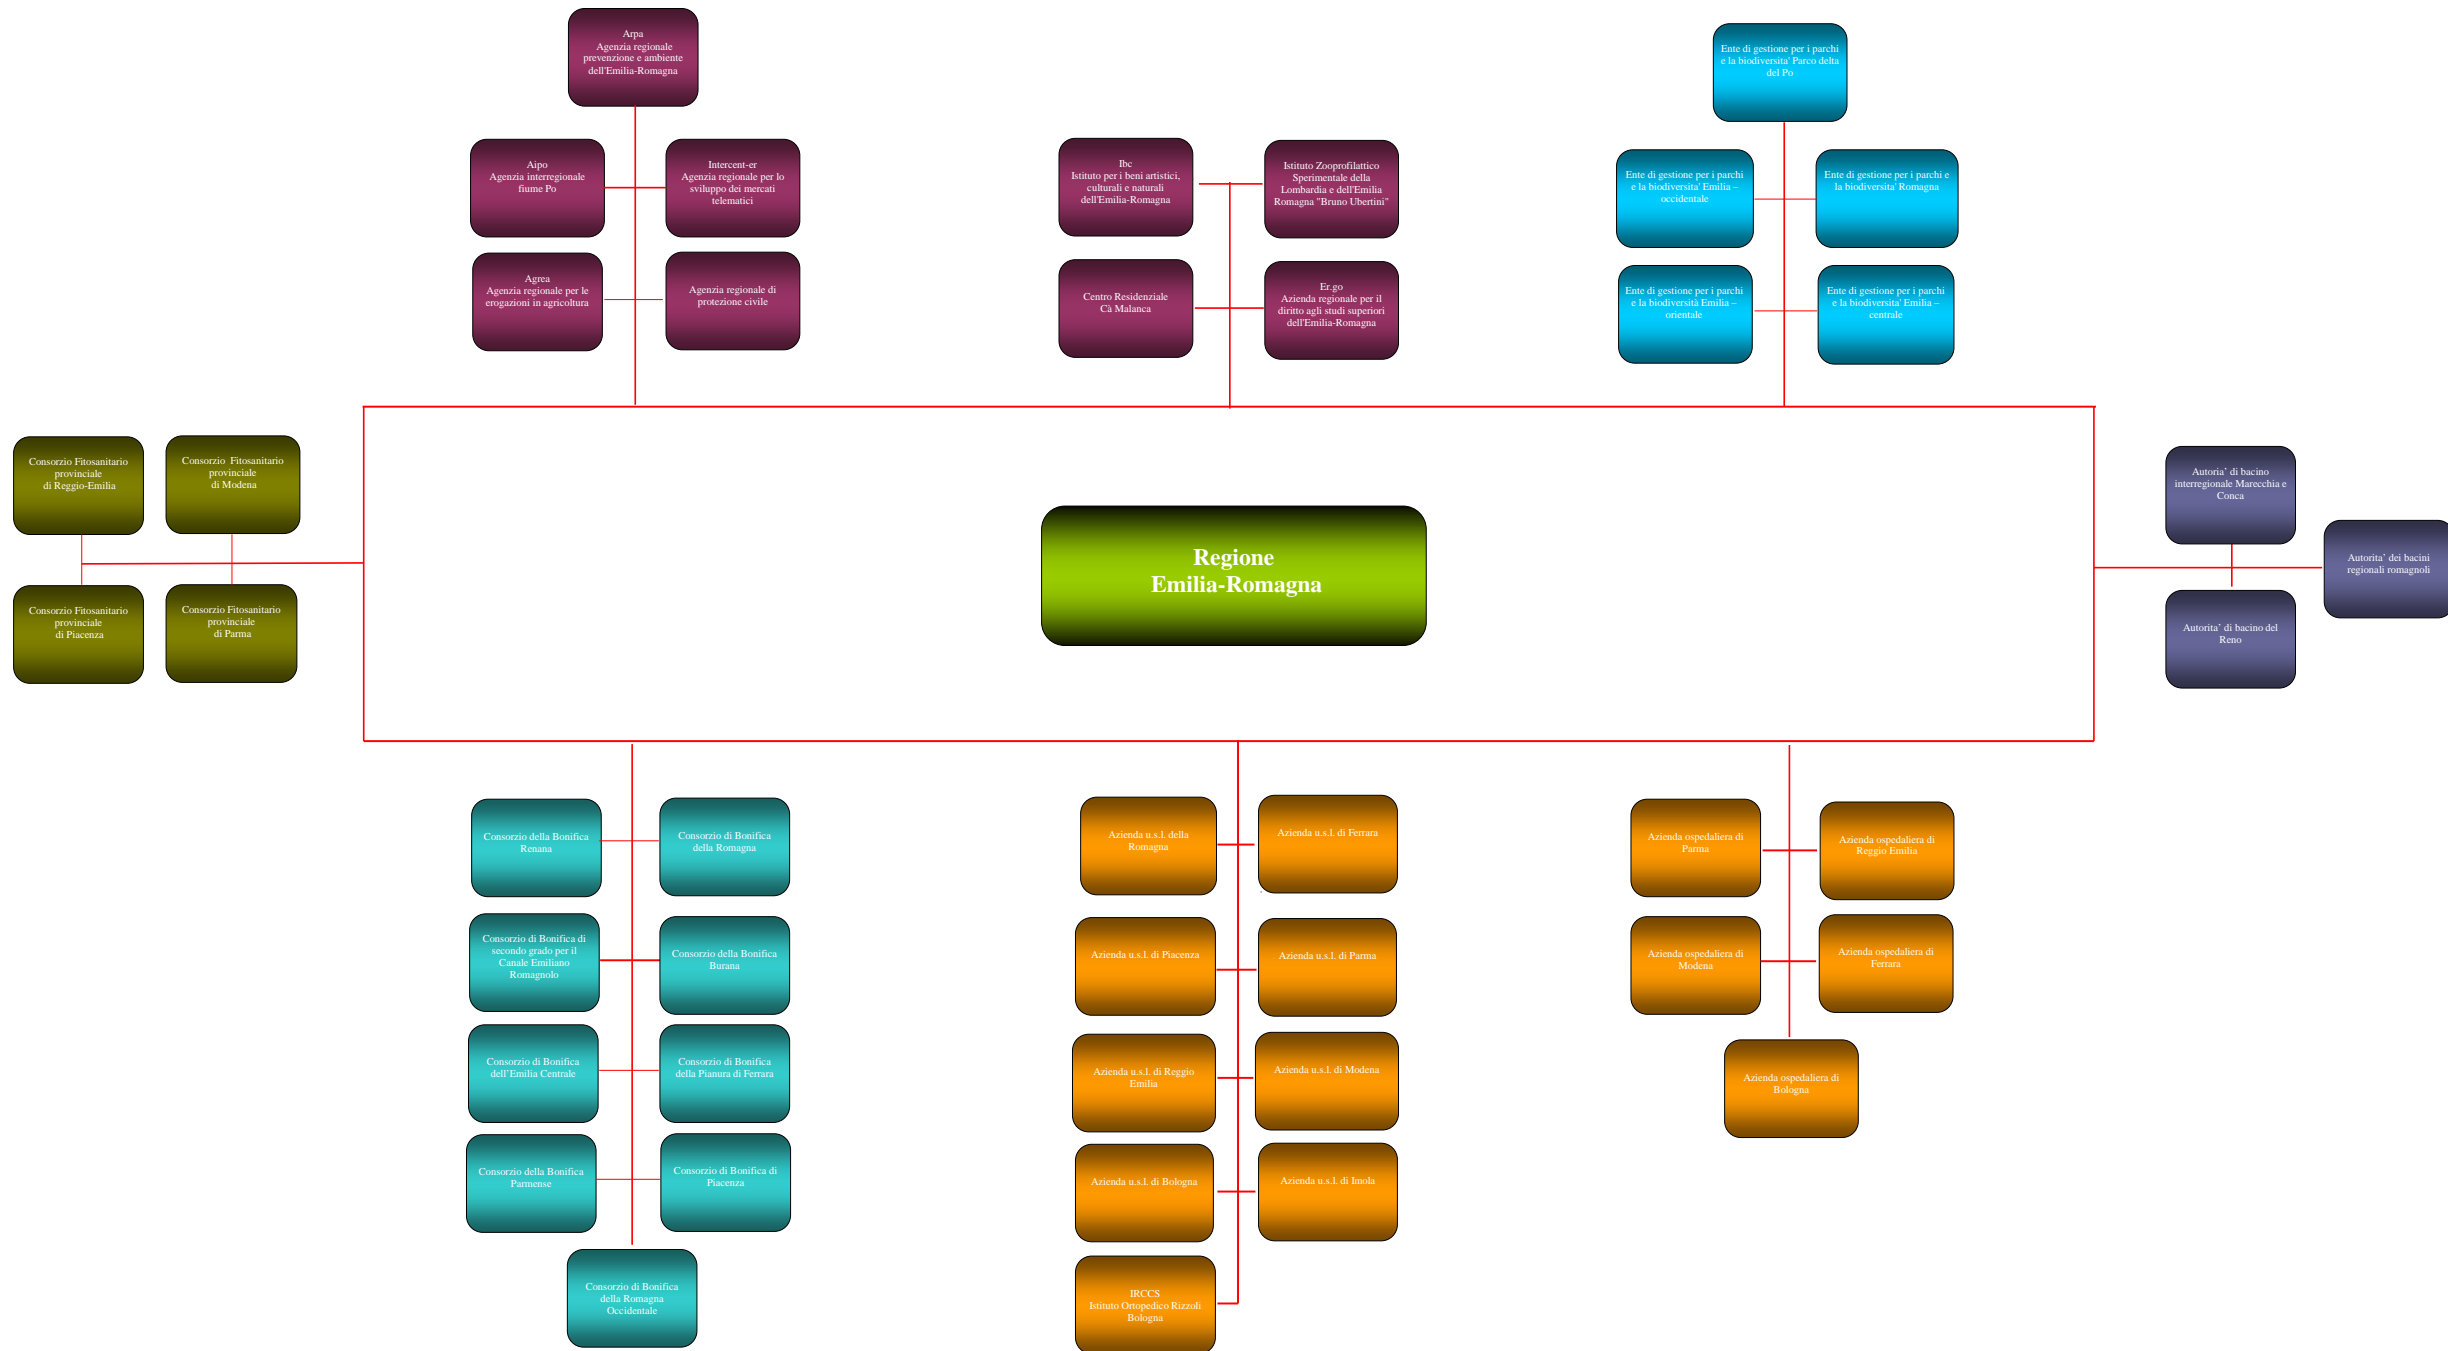 Arpa
Agenzia regionale
prevenzione e ambiente
dell'Emilia-Romagna
Ente di gestione per i parchi
e la biodiversita' Parco delta
del Po
Aipo
Agenzia interregionale
fiume Po
Intercent-er
Agenzia regionale per lo
sviluppo dei mercati
telematici
Ibc
Istituto per i beni artistici,
culturali e naturali
dell'Emilia-Romagna
Istituto Zooprofilattico
Sperimentale della
Lombardia e dell'Emilia
Romagna "Bruno Ubertini"
Ente di gestione per i parchi
e la biodiversita' Emilia –
occidentale
Ente di gestione per i parchi e
la biodiversita' Romagna
Agrea
Agenzia regionale per le
erogazioni in agricoltura
Agenzia regionale di
protezione civile
Centro Residenziale
Cà Malanca
Er.go
Azienda regionale per il
diritto agli studi superiori
dell'Emilia-Romagna
Ente di gestione per i parchi
e la biodiversità Emilia –
orientale
Ente di gestione per i parchi
e la biodiversita' Emilia –
centrale
Consorzio Fitosanitario
provinciale
di Reggio-Emilia
Consorzio Fitosanitario
provinciale
di Modena
Autoria' di bacino
interregionale Marecchia e
Conca
Regione
Emilia-Romagna
Autorita' dei bacini
regionali romagnoli
Consorzio Fitosanitario
provinciale
di Piacenza
Consorzio Fitosanitario
provinciale
di Parma
Autorita' di bacino del
Reno
Consorzio della Bonifica
Renana
Consorzio di Bonifica
della Romagna
Azienda u.s.l. della
Romagna
Azienda u.s.l. di Ferrara
Azienda ospedaliera di
Parma
Azienda ospedaliera di
Reggio Emilia
Consorzio di Bonifica di
secondo grado per il
Canale Emiliano
Romagnolo
Consorzio della Bonifica
Burana
Azienda u.s.l. di Piacenza
Azienda u.s.l. di Parma
Azienda ospedaliera di
Modena
Azienda ospedaliera di
Ferrara
Consorzio di Bonifica
dell'Emilia Centrale
Consorzio di Bonifica
della Pianura di Ferrara
Azienda u.s.l. di Reggio
Emilia
Azienda u.s.l. di Modena
Azienda ospedaliera di
Bologna
Consorzio della Bonifica
Parmense
Consorzio di Bonifica di
Piacenza
Azienda u.s.l. di Bologna
Azienda u.s.l. di Imola
Consorzio di Bonifica
della Romagna
Occidentale
IRCCS
Istituto Ortopedico Rizzoli
Bologna